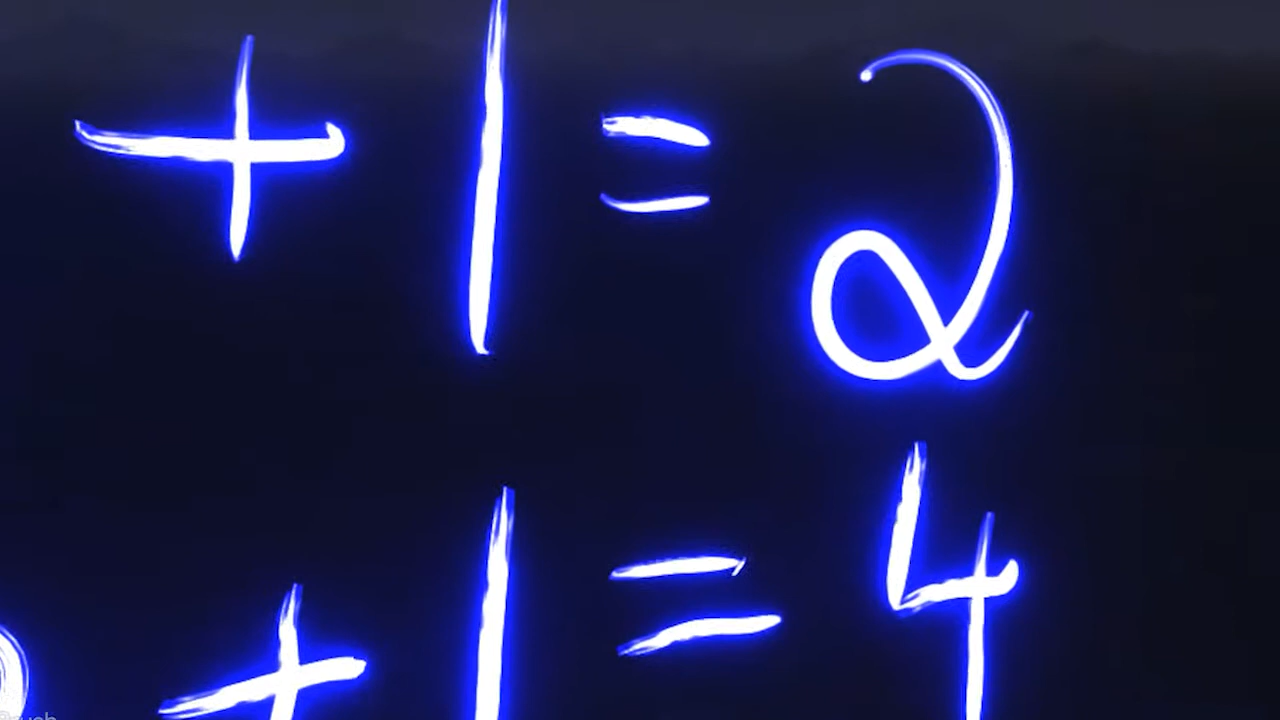 + 1 = 2
+ 1 = 4